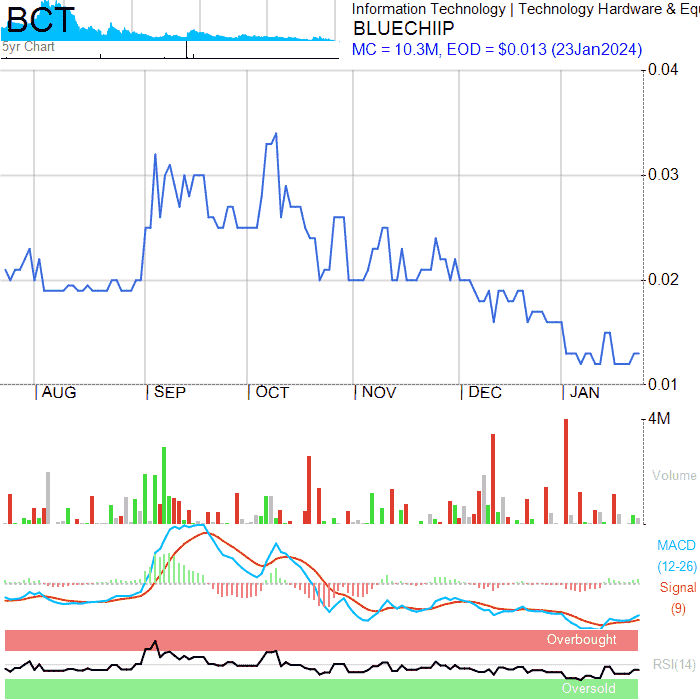 BCT
5yr Chart
Information Technology | Technology Hardware & Equ
BLUECHIIP
MC = 10.3M, EOD = $0.013 (23Jan2024)
0.04
0.03
0.02
0.01
AUG SEP OCT NOV DEC JAN
4M
Volume
MACD
(12-26)
Signal
(9)
Overbought
RSI(14)
Oversold